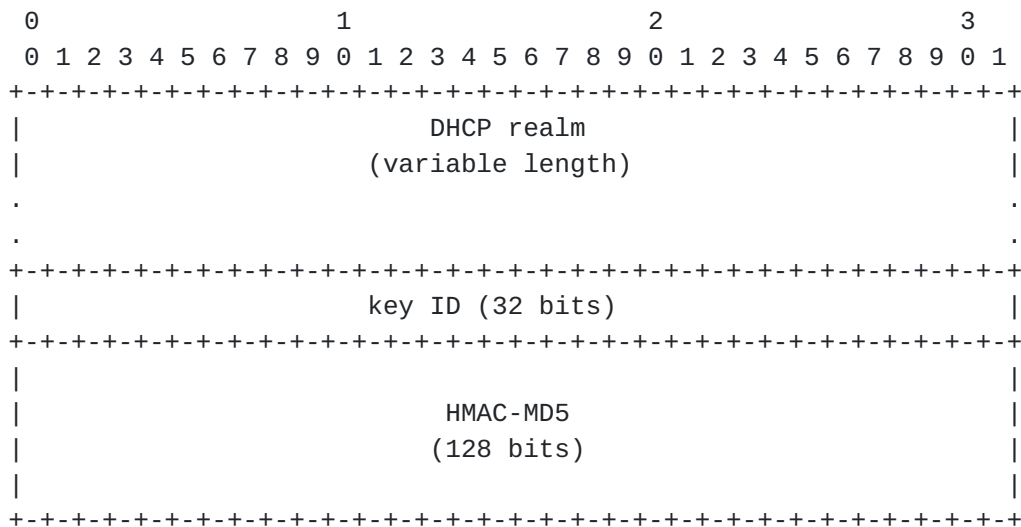 0                   1                   2                   3
 0 1 2 3 4 5 6 7 8 9 0 1 2 3 4 5 6 7 8 9 0 1 2 3 4 5 6 7 8 9 0 1
+-+-+-+-+-+-+-+-+-+-+-+-+-+-+-+-+-+-+-+-+-+-+-+-+-+-+-+-+-+-+-+-+
|                          DHCP realm                           |
|                      (variable length)                        |
.                                                               .
.                                                               .
+-+-+-+-+-+-+-+-+-+-+-+-+-+-+-+-+-+-+-+-+-+-+-+-+-+-+-+-+-+-+-+-+
|                      key ID (32 bits)                         |
+-+-+-+-+-+-+-+-+-+-+-+-+-+-+-+-+-+-+-+-+-+-+-+-+-+-+-+-+-+-+-+-+
|                                                               |
|                           HMAC-MD5                            |
|                          (128 bits)                           |
|                                                               |
+-+-+-+-+-+-+-+-+-+-+-+-+-+-+-+-+-+-+-+-+-+-+-+-+-+-+-+-+-+-+-+-+